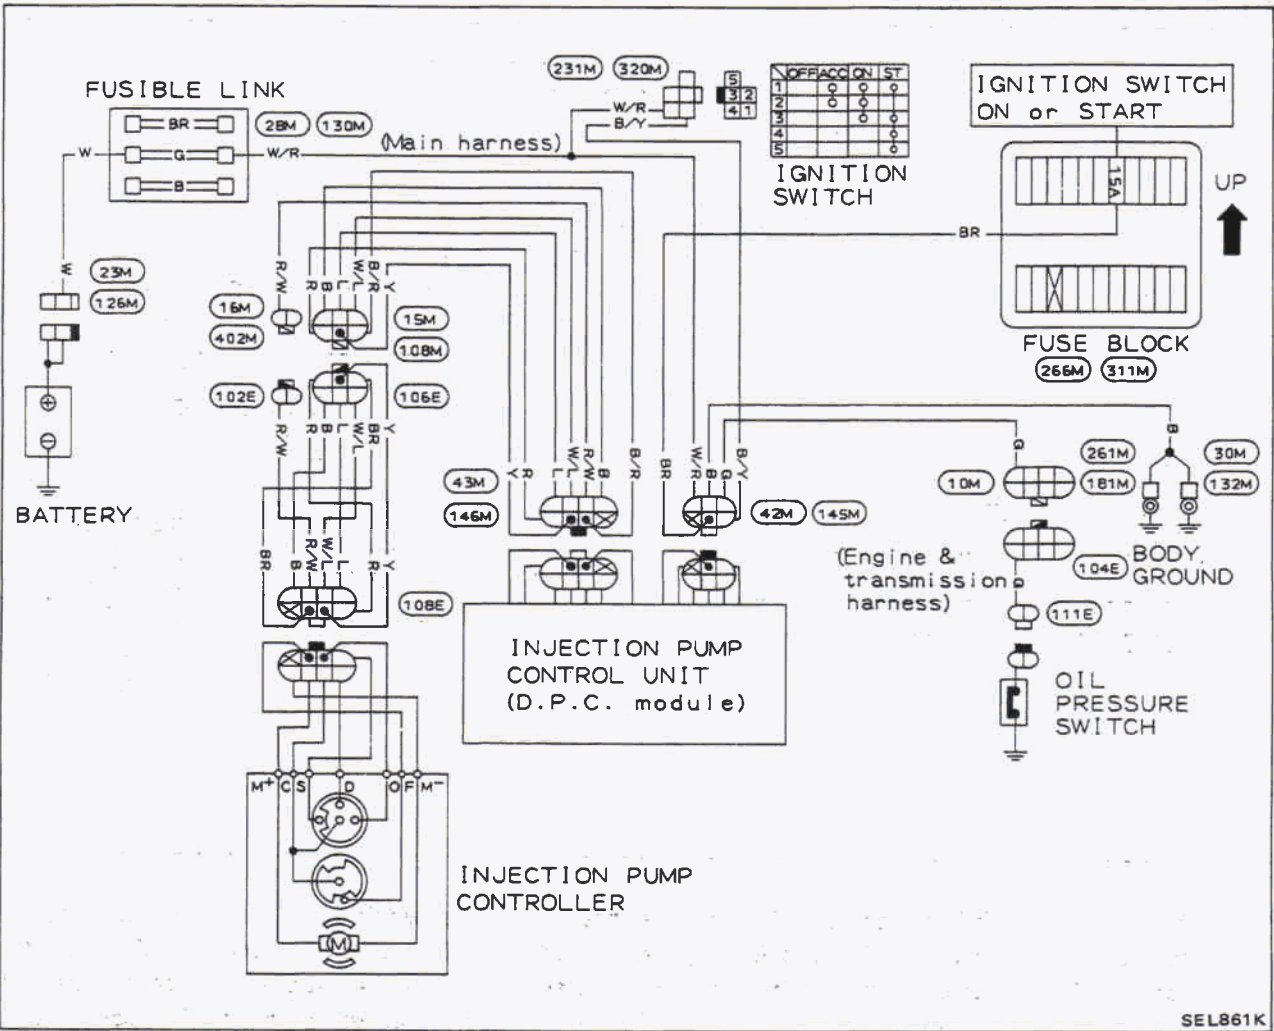 FUSIBLE LINK
BR
G
B
28M 130M
W
W/R
(Main harness)
231M 320M
W/R
B/Y
5
3 2
4 1
OFF ACC ON ST
1
2
3
4
5
IGNITION
SWITCH
IGNITION SWITCH
ON or START
15A
UP
BR
FUSE BLOCK
266M 311M
W
23M
126M
BATTERY
R/W R B L W/L B/R Y
16M
402M
15M
108M
102E
106E
R/W R B L W/L BR Y
BR B R/W W/L L R Y
108E
Y R L W/L R/W B B/R
43M
146M
BR W/R B G B/Y
42M 145M
G
10M
261M
181M
B
30M
132M
BODY
GROUND
104E
(Engine &
transmission
harness)
111E
OIL
PRESSURE
SWITCH
INJECTION PUMP
CONTROL UNIT
(D.P.C. module)
M+ C S D O F M-
M
INJECTION PUMP
CONTROLLER
SEL861K